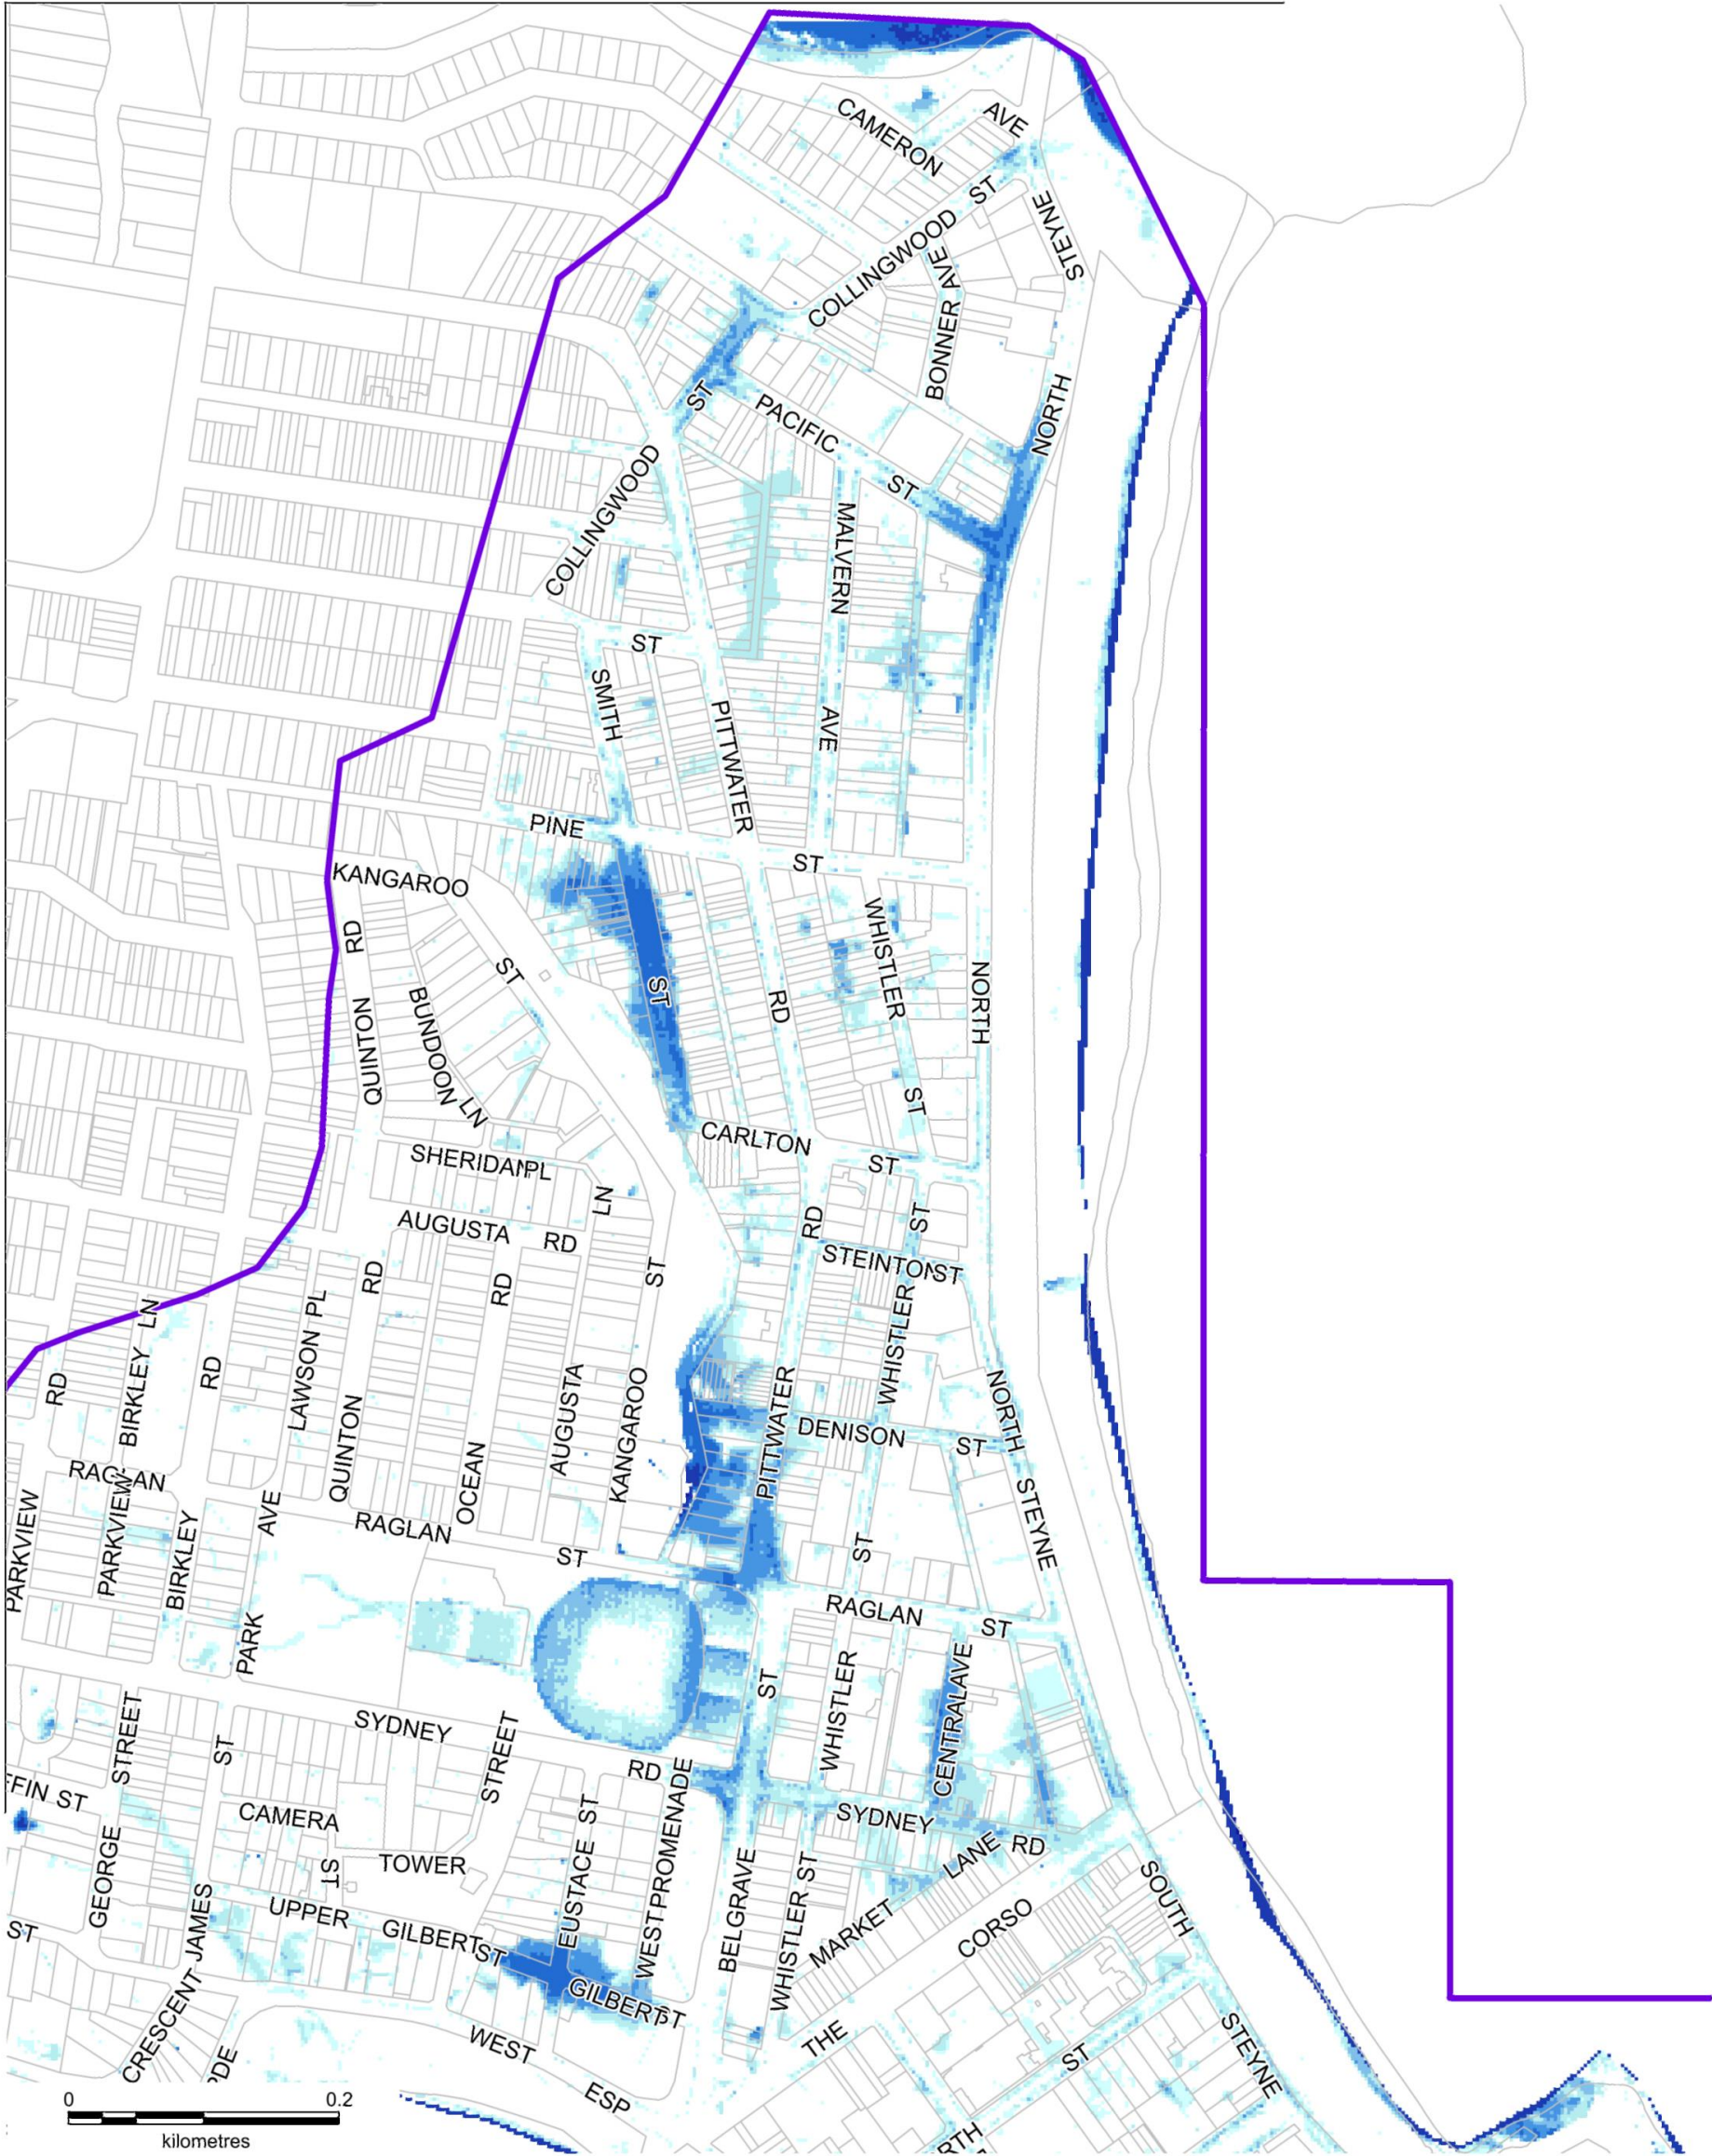 AVE
CAMERON
ST
COLLINGWOOD
STEYNE
BONNER AVE
NORTH
ST
PACIFIC
COLLINGWOOD
ST
MALVERN
ST
SMITH
PITTWATER
AVE
PINE
ST
KANGAROO
RD
WHISTLER
ST
ST
NORTH
RD
QUINTON
BUNDOON
LN
ST
CARLTON
ST
SHERIDAN PL
LN
RD
ST
AUGUSTA
RD
STEINTON ST
RD
RD
ST
LAWSON PL
WHISTLER
BIRKLEY LN
RD
RD
AUGUSTA
KANGAROO
PITTWATER
NORTH
DENISON
ST
QUINTON
OCEAN
RAGLAN
STEYNE
PARKVIEW
PARKVIEW
BIRKLEY
AVE
RAGLAN
ST
ST
RAGLAN
ST
PARK
ST
WHISTLER
CENTRAL AVE
STREET
SYDNEY
STREET
ST
RD
FFIN ST
CAMERA
ST
SYDNEY
RD
GEORGE
ST
TOWER
EUSTACE ST
WEST PROMENADE
LANE
JAMES
UPPER
GILBERT ST
BELGRAVE
WHISTLER ST
MARKET
CORSO
SOUTH
ST
GILBERT ST
CRESCENT
WEST
THE
ST
STEYNE
ESP
0 0.2
kilometres